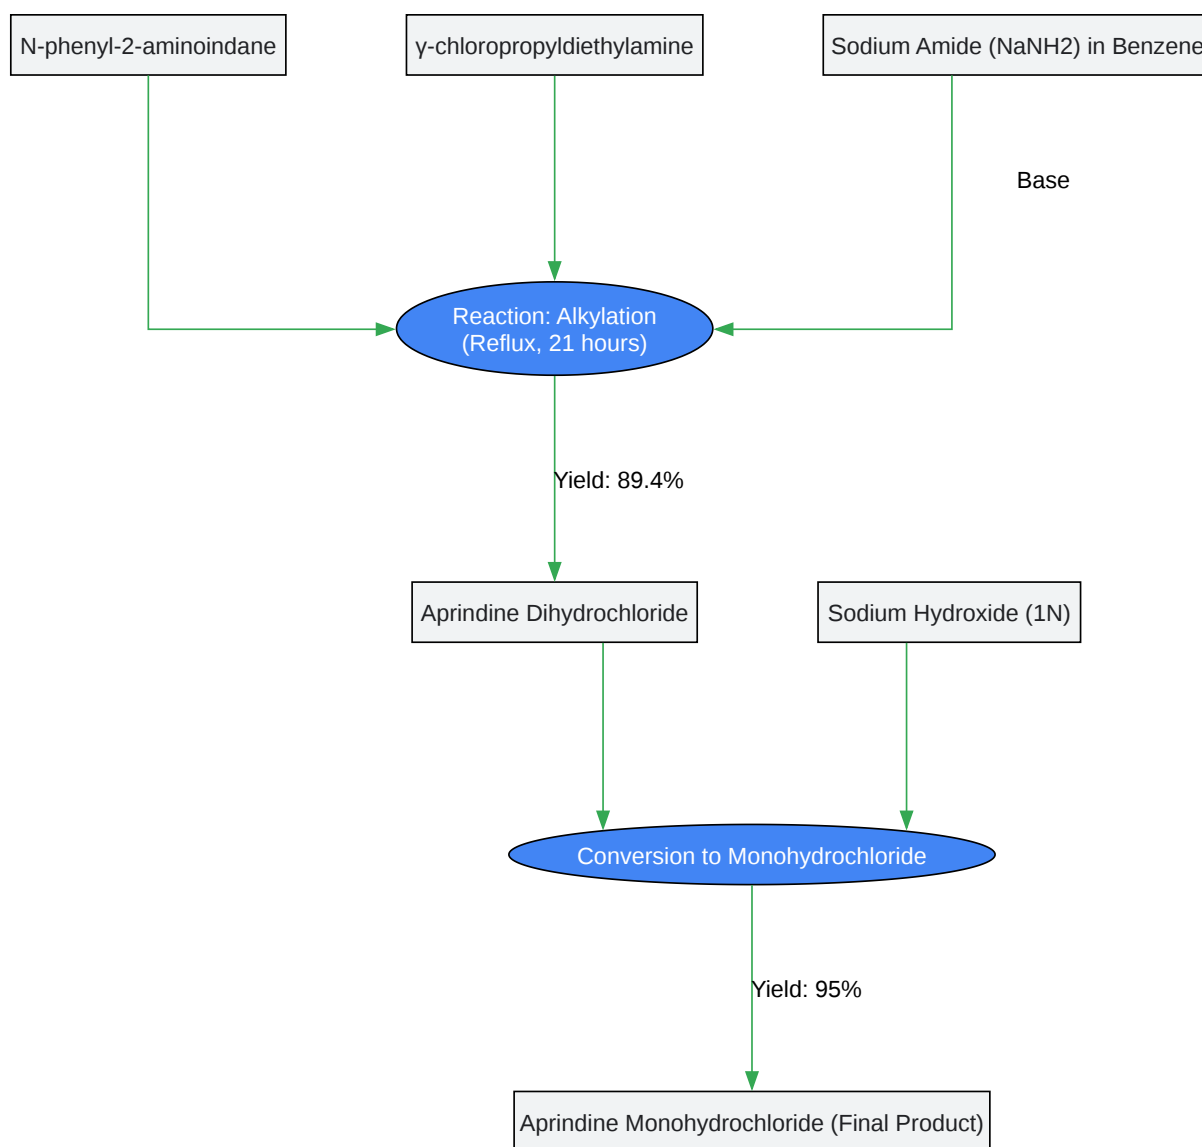 N-phenyl-2-aminoindane
γ-chloropropyldiethylamine
Sodium Amide (NaNH2) in Benzene
Base
Reaction: Alkylation
(Reflux, 21 hours)
Yield: 89.4%
Aprindine Dihydrochloride
Sodium Hydroxide (1N)
Conversion to Monohydrochloride
Yield: 95%
Aprindine Monohydrochloride (Final Product)